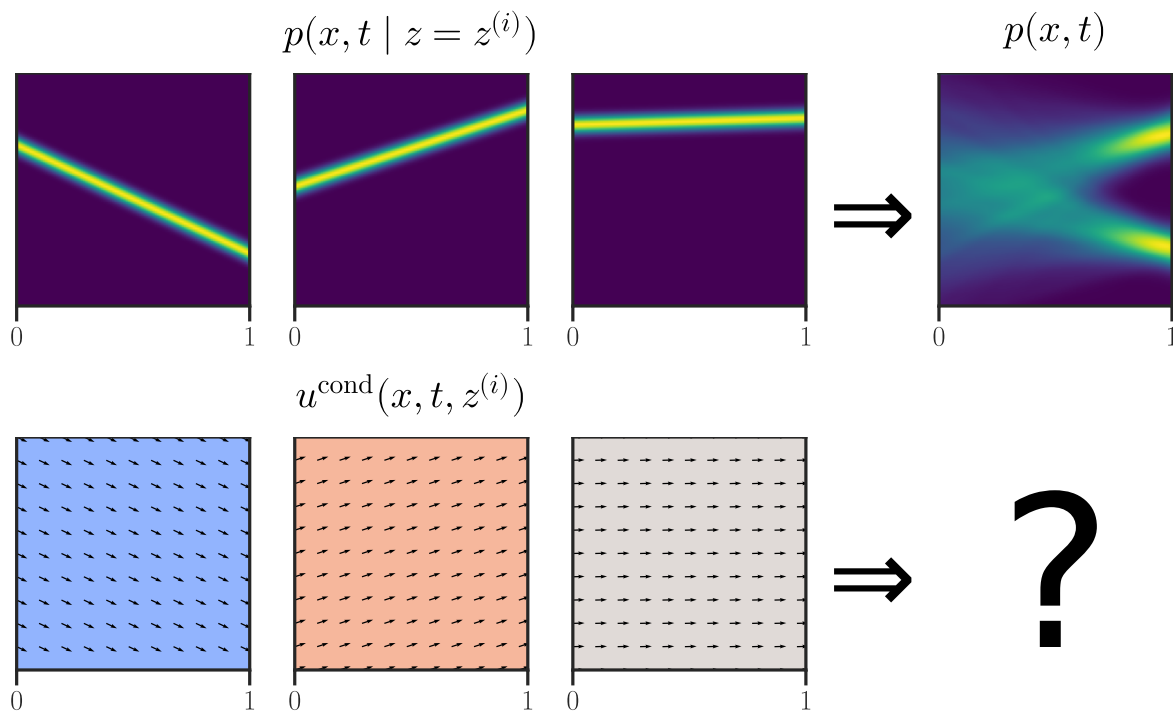 p(x, t | z = z^{(i)})
p(x, t)
0 1 0 1 0 1 0 1
u^{cond}(x, t, z^{(i)})
?
0 1 0 1 0 1